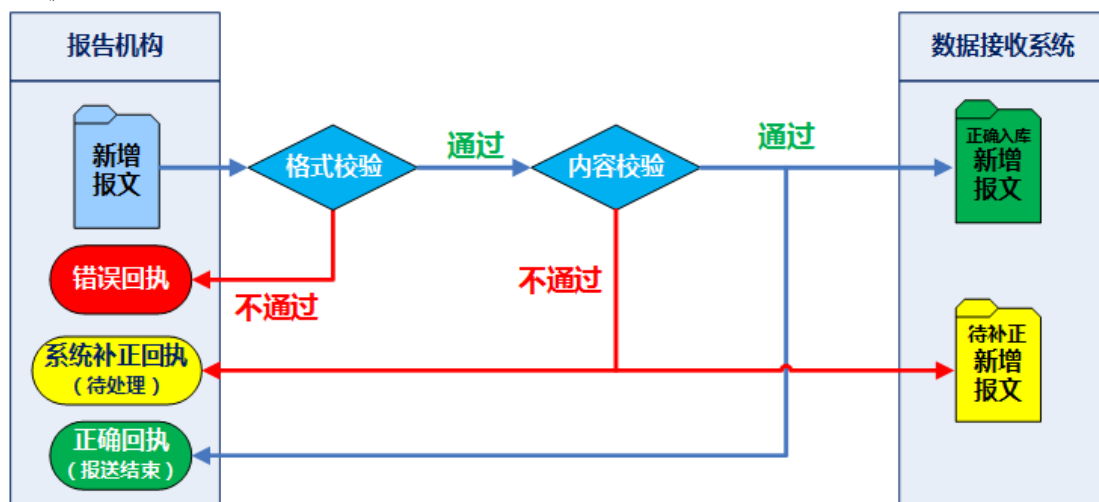 报告机构
数据接收系统
新增
报文
格式校验
通过
内容校验
通过
正确入库
新增
报文
错误回执
不通过
不通过
系统补正回执
（待处理）
待补正
新增
报文
正确回执
（报送结束）